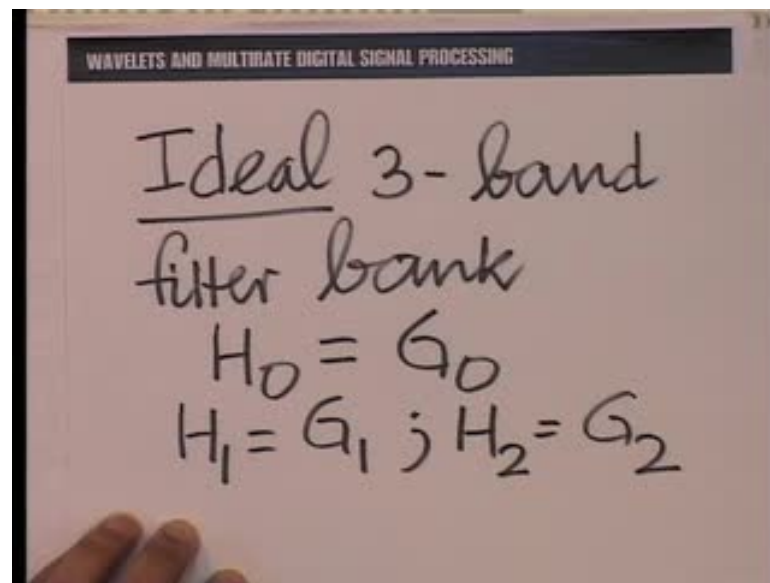 WAVELETS AND MULTIRATE DIGITAL SIGNAL PROCESSING
Ideal 3-band
filter bank
H₀ = G₀
H₁ = G₁ ; H₂ = G₂